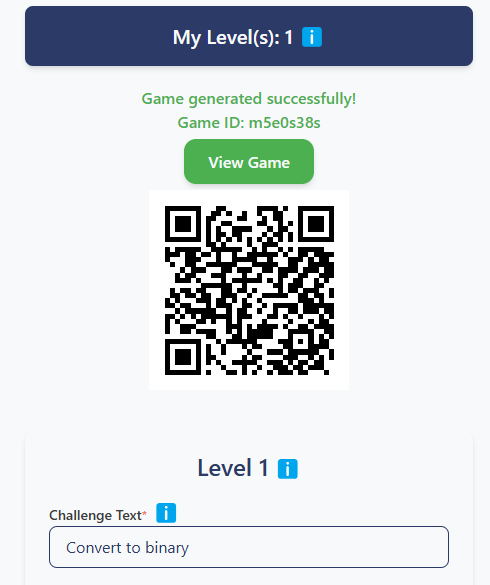 My Level(s): 1 ℹ️
Game generated successfully!
Game ID: m5e0s38s
View Game
Level 1 ℹ️
Challenge Text* ℹ️
Convert to binary